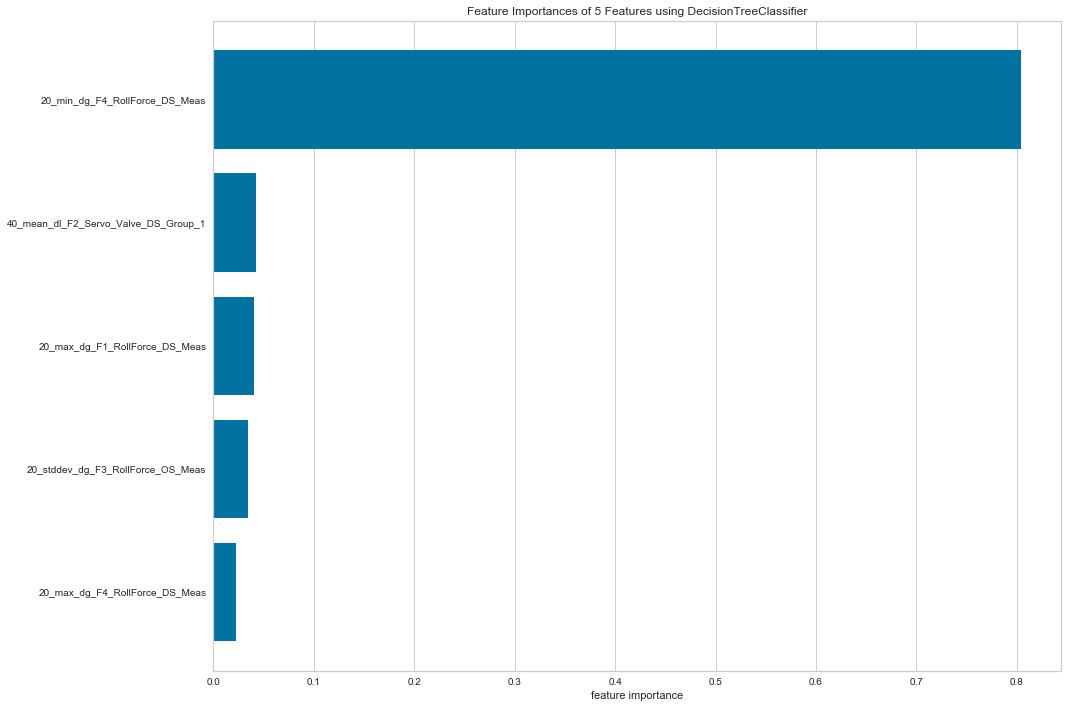 Feature Importances of 5 Features using DecisionTreeClassifier
20_min_dg_F4_RollForce_DS_Meas
40_mean_dl_F2_Servo_Valve_DS_Group_1
20_max_dg_F1_RollForce_DS_Meas
20_stddev_dg_F3_RollForce_OS_Meas
20_max_dg_F4_RollForce_DS_Meas
0.0 0.1 0.2 0.3 0.4 0.5 0.6 0.7 0.8
feature importance